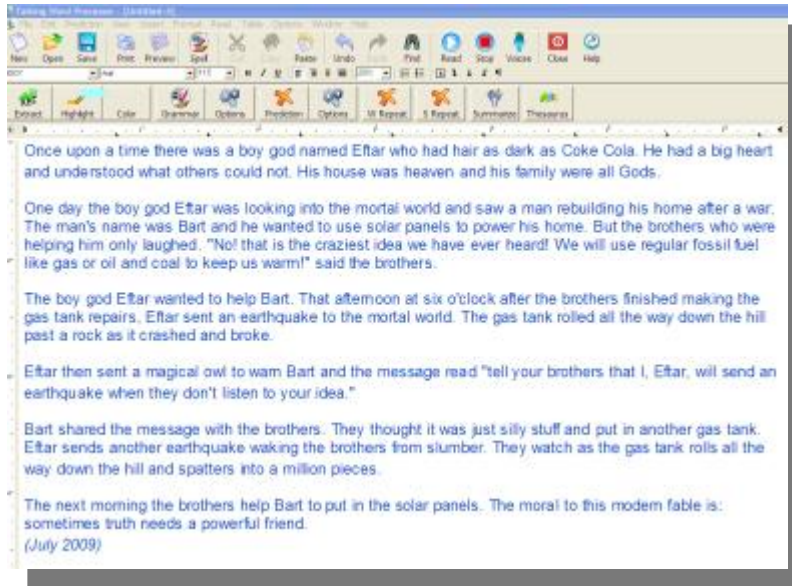 Talking Word Processor - [Untitled-#]
File Edit Prediction View Insert Format Read Table Options Window Help
New Open Save Print Preview Spell Cut Copy Paste Undo Find Read Stop Voices Close Help
Extract Highlight Color Grammar Options Prediction Options W Repeat S Repeat Summarize Thesaurus
Once upon a time there was a boy god named Eftar who had hair as dark as Coke Cola. He had a big heart
and understood what others could not. His house was heaven and his family were all Gods.
One day the boy god Eftar was looking into the mortal world and saw a man rebuilding his home after a war.
The man's name was Bart and he wanted to use solar panels to power his home. But the brothers who were
helping him only laughed. "No! that is the craziest idea we have ever heard! We will use regular fossil fuel
like gas or oil and coal to keep us warm!" said the brothers.
The boy god Eftar wanted to help Bart. That afternoon at six o'clock after the brothers finished making the
gas tank repairs, Eftar sent an earthquake to the mortal world. The gas tank rolled all the way down the hill
past a rock as it crashed and broke.
Eftar then sent a magical owl to warn Bart and the message read "tell your brothers that I, Eftar, will send an
earthquake when they don't listen to your idea."
Bart shared the message with the brothers. They thought it was just silly stuff and put in another gas tank.
Eftar sends another earthquake waking the brothers from slumber. They watch as the gas tank rolls all the
way down the hill and spatters into a million pieces.
The next morning the brothers help Bart to put in the solar panels. The moral to this modern fable is:
sometimes truth needs a powerful friend.
(July 2009)